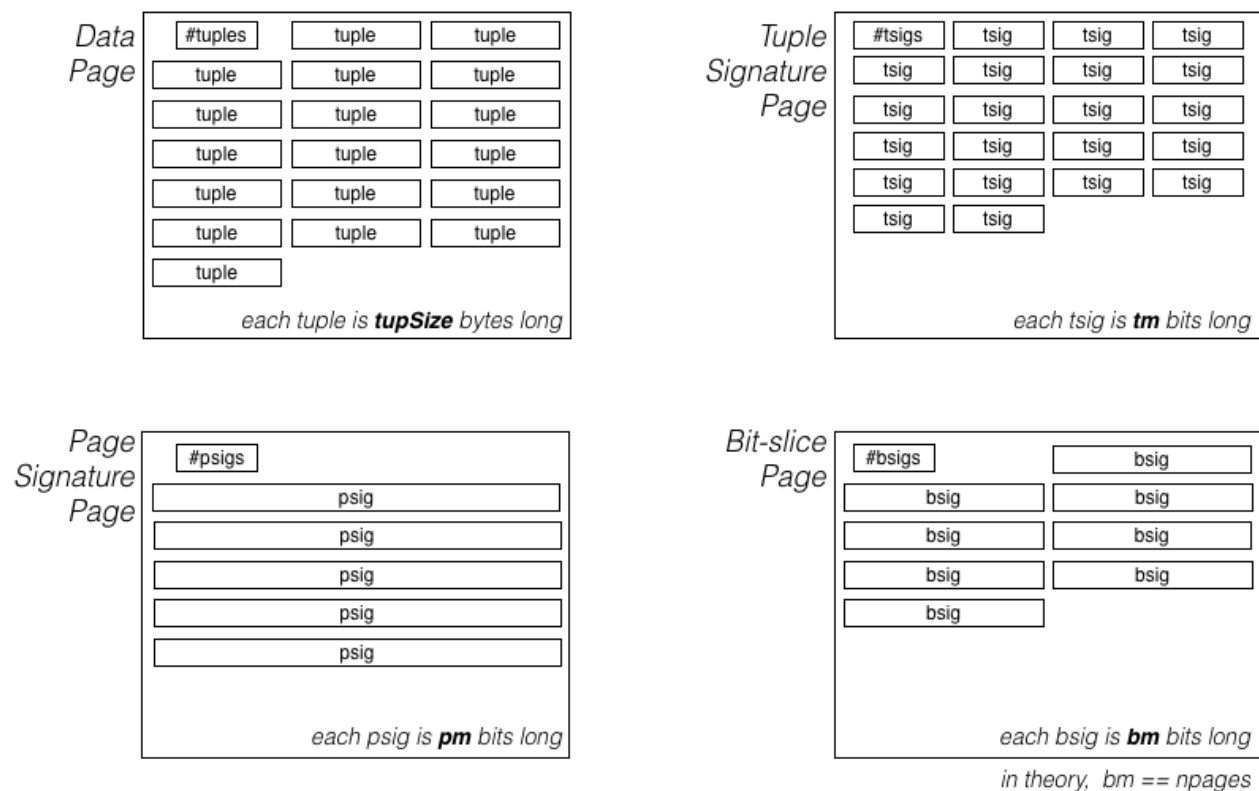 Data
Page
#tuples tuple tuple
tuple tuple tuple
tuple tuple tuple
tuple tuple tuple
tuple tuple tuple
tuple tuple tuple
tuple
each tuple is tupSize bytes long
Tuple
Signature
Page
#tsigs tsig tsig tsig
tsig tsig tsig tsig
tsig tsig tsig tsig
tsig tsig tsig tsig
tsig tsig tsig tsig
tsig tsig
each tsig is tm bits long
Page
Signature
Page
#psigs
psig
psig
psig
psig
psig
each psig is pm bits long
Bit-slice
Page
#bsigs bsig
bsig bsig
bsig bsig
bsig bsig
bsig
each bsig is bm bits long
in theory, bm == npages